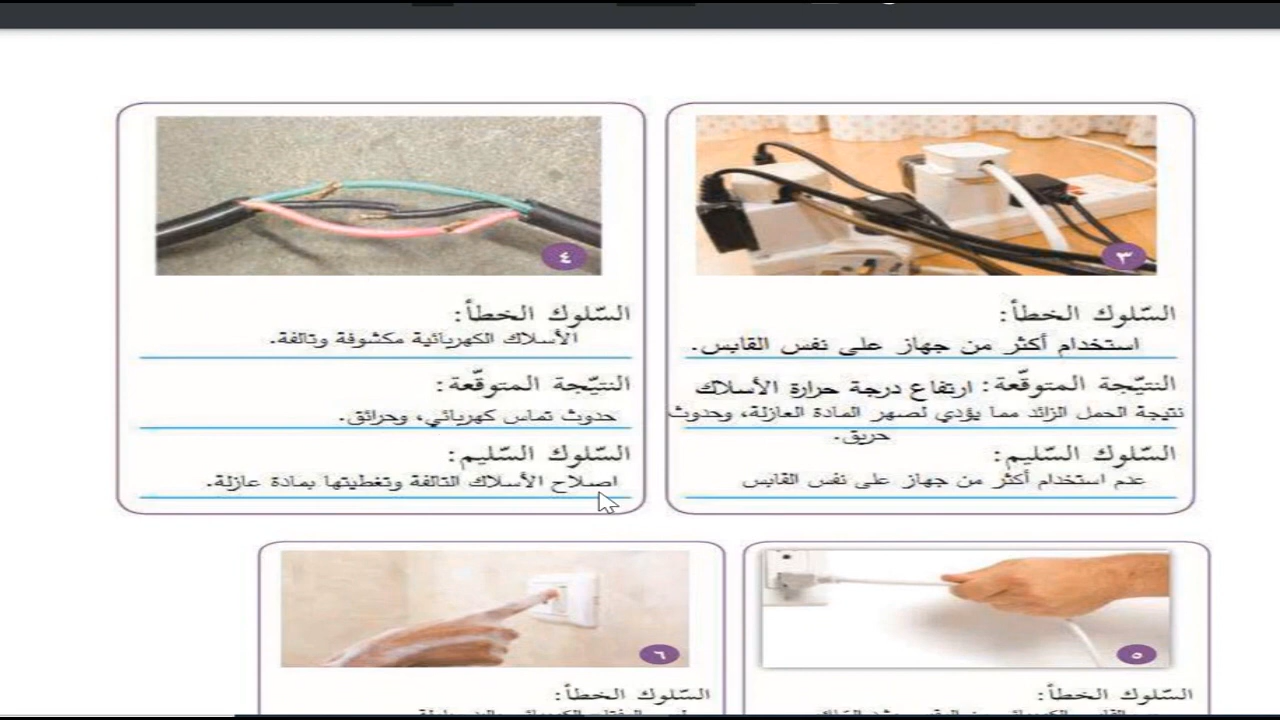 ٣
السّلوك الخطأ:
استخدام أكثر من جهاز على نفس القابس.
النتيّجة المتوقّعة: ارتفاع درجة حرارة الأسلاك
نتيجة الحمل الزائد مما يؤدي لصهر المادة العازلة، وحدوث
حريق.
السّلوك السّليم:
عدم استخدام أكثر من جهاز على نفس القابس
٤
السّلوك الخطأ:
الأسلاك الكهربائية مكشوفة وتالفة.
النتيّجة المتوقّعة:
حدوث تماس كهربائي، وحرائق.
السّلوك السّليم:
اصلاح الأسلاك التالفة وتغطيتها بمادة عازلة.
٥
السّلوك الخطأ:
٦
السّلوك الخطأ: